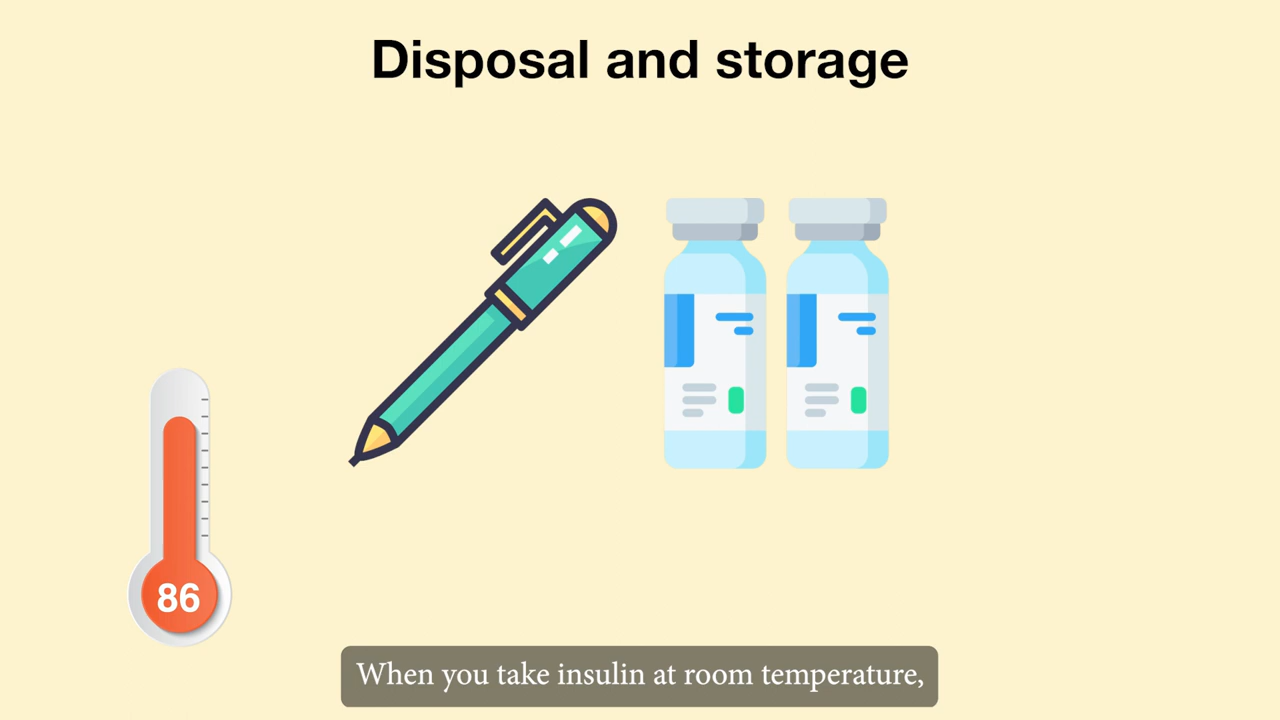 Disposal and storage
86
When you take insulin at room temperature,